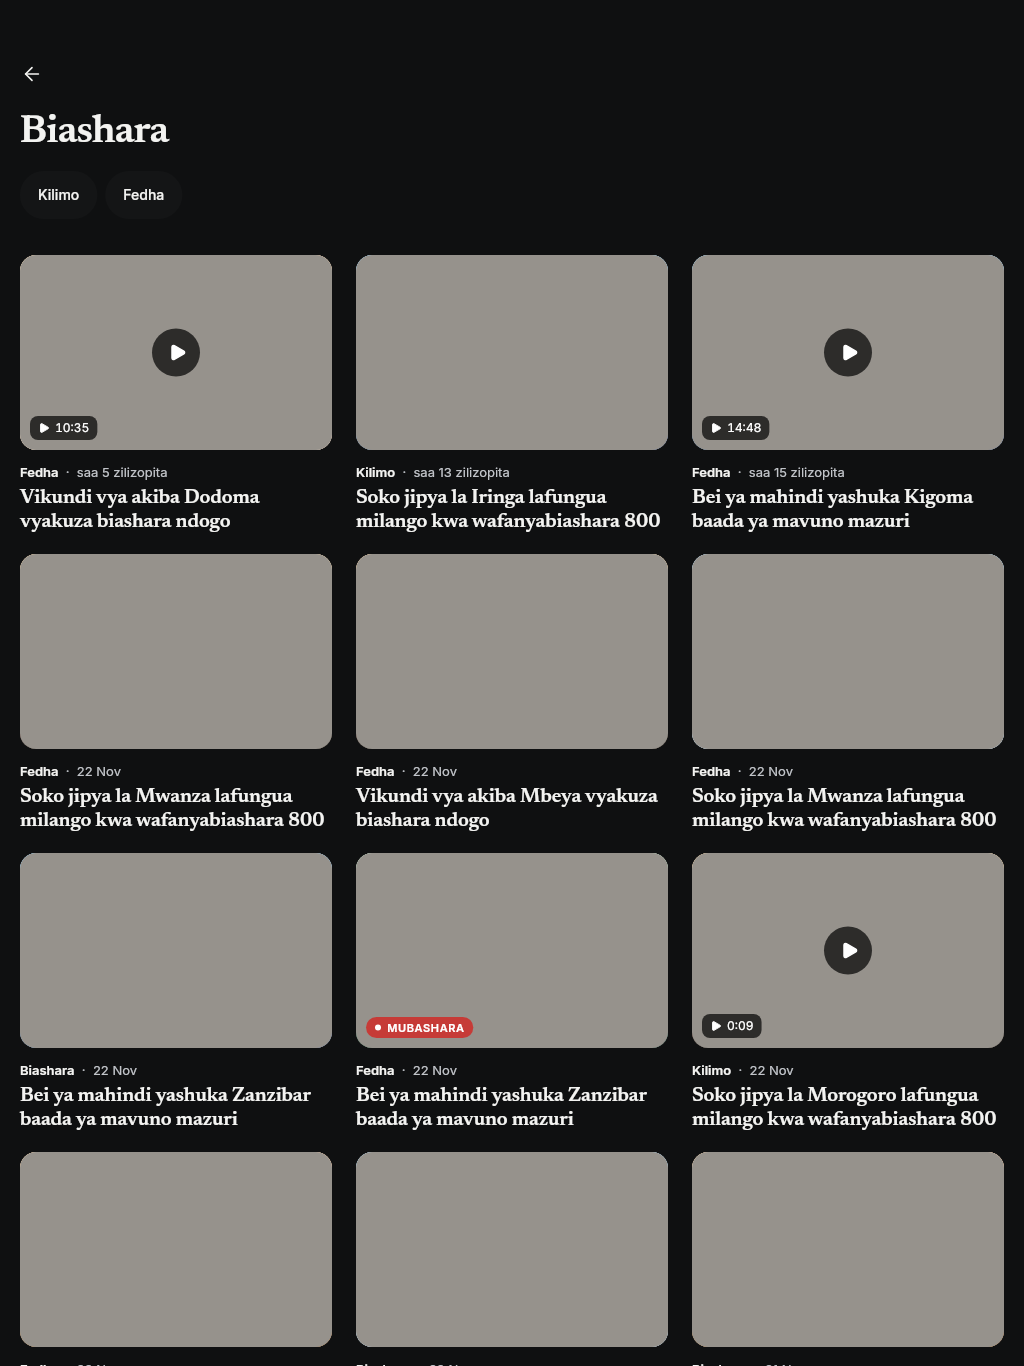 Biashara
Kilimo
Fedha
10:35
14:48
Fedha · saa 5 zilizopita
Vikundi vya akiba Dodoma
vyakuza biashara ndogo
Kilimo · saa 13 zilizopita
Soko jipya la Iringa lafungua
milango kwa wafanyabiashara 800
Fedha · saa 15 zilizopita
Bei ya mahindi yashuka Kigoma
baada ya mavuno mazuri
Fedha · 22 Nov
Soko jipya la Mwanza lafungua
milango kwa wafanyabiashara 800
Fedha · 22 Nov
Vikundi vya akiba Mbeya vyakuza
biashara ndogo
Fedha · 22 Nov
Soko jipya la Mwanza lafungua
milango kwa wafanyabiashara 800
MUBASHARA
0:09
Biashara · 22 Nov
Bei ya mahindi yashuka Zanzibar
baada ya mavuno mazuri
Fedha · 22 Nov
Bei ya mahindi yashuka Zanzibar
baada ya mavuno mazuri
Kilimo · 22 Nov
Soko jipya la Morogoro lafungua
milango kwa wafanyabiashara 800